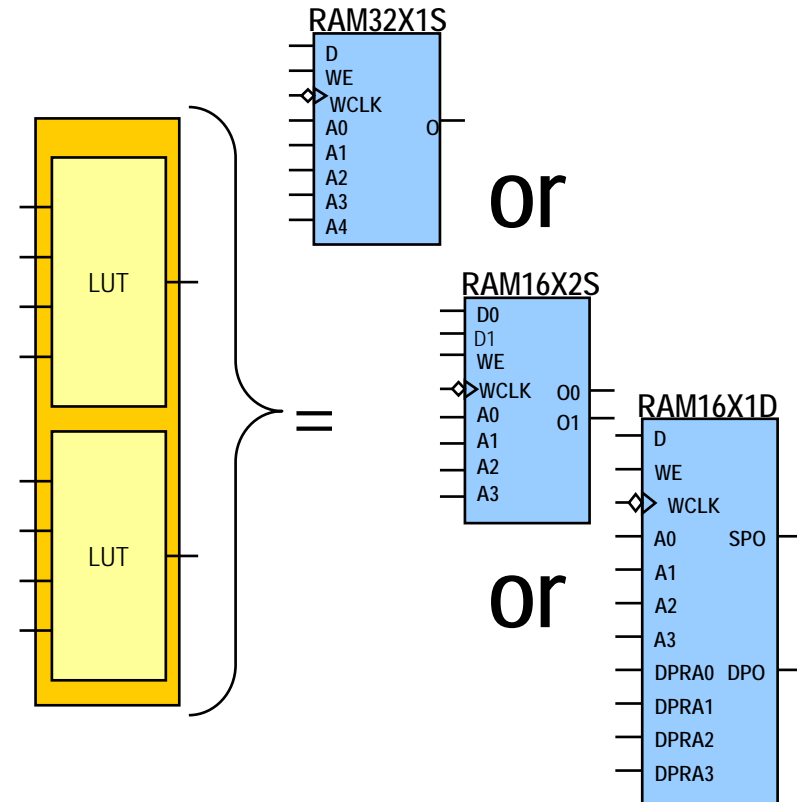 RAM32X1S
D
WE
WCLK
A0 O
A1
A2
A3
A4
or
LUT
LUT
=
RAM16X2S
D0
D1
WE
WCLK O0
A0 O1
A1
A2
A3
or
RAM16X1D
D
WE
WCLK
A0 SPO
A1
A2
A3
DPRA0 DPO
DPRA1
DPRA2
DPRA3